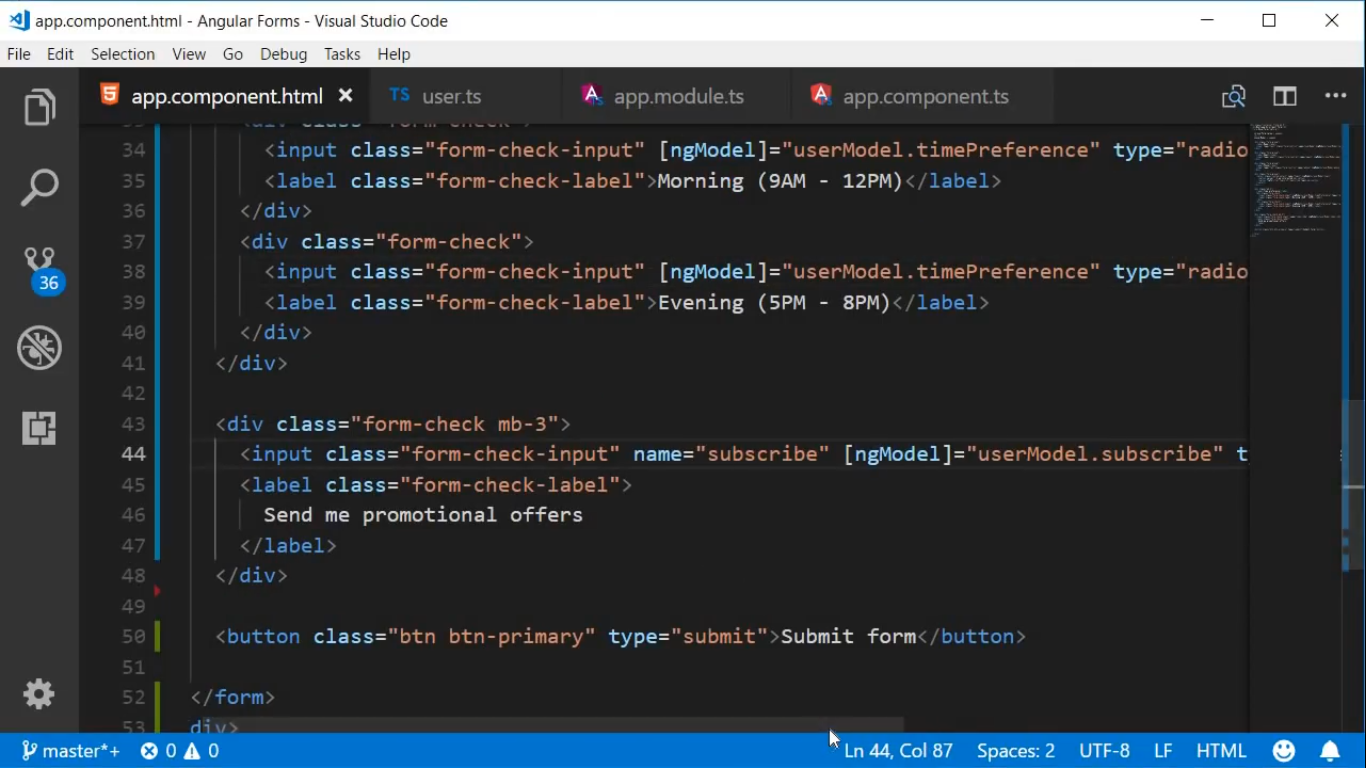 app.component.html - Angular Forms - Visual Studio Code
File Edit Selection View Go Debug Tasks Help
app.component.html user.ts app.module.ts app.component.ts
TS
33 <div class="form-check">
34 <input class="form-check-input" [ngModel]="userModel.timePreference" type="radio
35 <label class="form-check-label">Morning (9AM - 12PM)</label>
36 </div>
37 <div class="form-check">
38 <input class="form-check-input" [ngModel]="userModel.timePreference" type="radio
39 <label class="form-check-label">Evening (5PM - 8PM)</label>
40 </div>
41 </div>
42
43 <div class="form-check mb-3">
44 <input class="form-check-input" name="subscribe" [ngModel]="userModel.subscribe" t
45 <label class="form-check-label">
46 Send me promotional offers
47 </label>
48 </div>
49
50 <button class="btn btn-primary" type="submit">Submit form</button>
51
52 </form>
53 div>
36
master*+ 0 0 Ln 44, Col 87 Spaces: 2 UTF-8 LF HTML